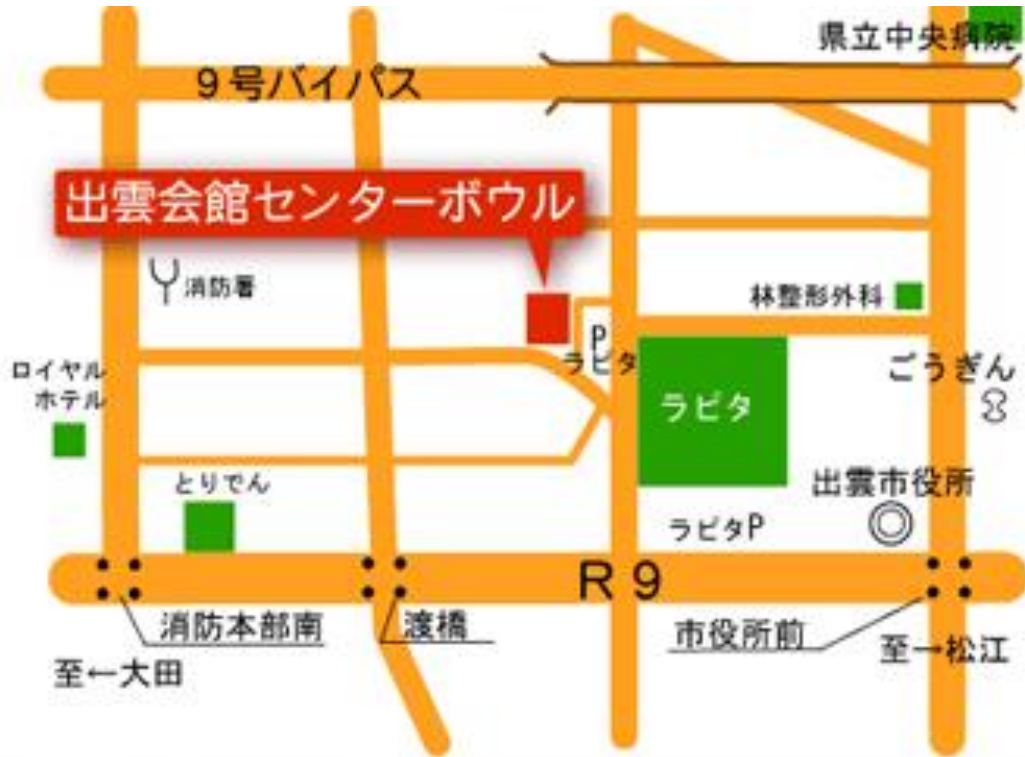 県立中央病院
9号バイパス
出雲会館センターボウル
消防署
林整形外科
P
ラピタ
ロイヤル
ホテル
ごうぎん
ラピタ
とりでん
出雲市役所
ラピタP
R9
消防本部南
渡橋
市役所前
至←大田
至→松江